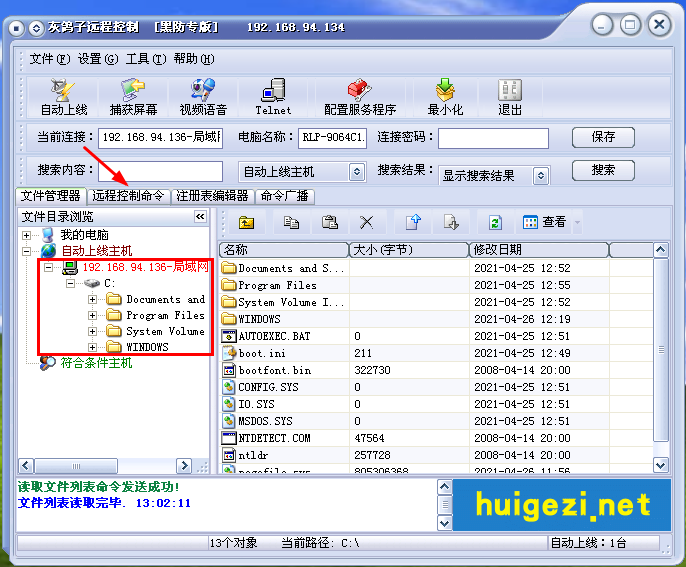 灰鸽子远程控制 [黑防专版] 192.168.94.134
文件(F) 设置(G) 工具(T) 帮助(H)
自动上线 捕获屏幕 视频语音 Telnet 配置服务程序 最小化 退出
当前连接: 192.168.94.136-局域 电脑名称: RLP-9064C1. 连接密码: 保存
搜索内容: 自动上线主机 搜索结果: 显示搜索结果 搜索
文件管理器 远程控制命令 注册表编辑器 命令广播
文件目录浏览 查看
我的电脑
自动上线主机
192.168.94.136-局域网
C:
Documents and
Program Files
System Volume
WINDOWS
符合条件主机
名称 大小(字节) 修改日期
Documents and S... 2021-04-25 12:52
Program Files 2021-04-25 12:55
System Volume I... 2021-04-25 12:52
WINDOWS 2021-04-26 12:19
AUTOEXEC.BAT 0 2021-04-25 12:51
boot.ini 211 2021-04-25 12:49
bootfont.bin 322730 2008-04-14 20:00
CONFIG.SYS 0 2021-04-25 12:51
IO.SYS 0 2021-04-25 12:51
MSDOS.SYS 0 2021-04-25 12:51
NTDETECT.COM 47564 2008-04-14 20:00
ntldr 257728 2008-04-14 20:00
pagefile.sys 805306368 2021-04-26 11:56
读取文件列表命令发送成功!
文件列表读取完毕. 13:02:11
huigezi.net
13个对象 当前路径: C:\ 自动上线: 1台